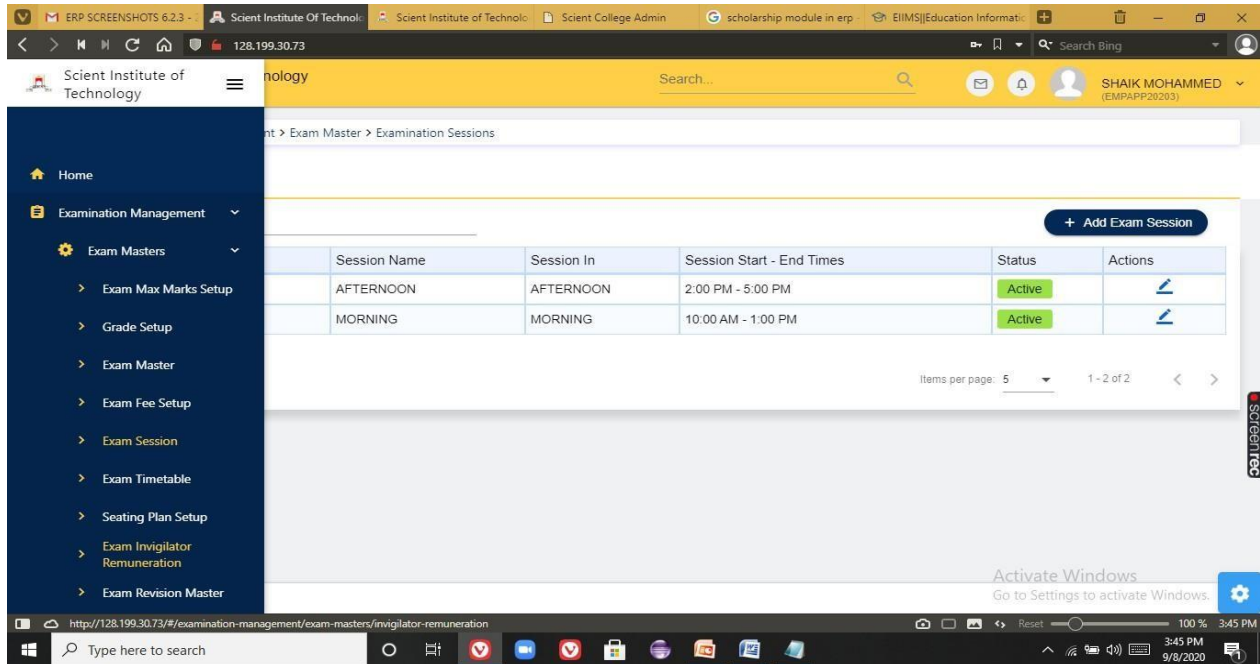 ERP SCREENSHOTS 6.2.3 -
Scient Institute Of Technolo
Scient Institute of Technolo
Scient College Admin
scholarship module in erp -
EIIMS||Education Informatic
128.199.30.73
Search Bing
Scient Institute of
Technology
nology
Search...
SHAIK MOHAMMED
(EMPAPP20203)
nt > Exam Master > Examination Sessions
Home
Examination Management
Exam Masters
Exam Max Marks Setup
Grade Setup
Exam Master
Exam Fee Setup
Exam Session
Exam Timetable
Seating Plan Setup
Exam Invigilator
Remuneration
Exam Revision Master
+ Add Exam Session
Session Name Session In Session Start - End Times Status Actions
AFTERNOON AFTERNOON 2:00 PM - 5:00 PM Active
MORNING MORNING 10:00 AM - 1:00 PM Active
Items per page: 5 1 - 2 of 2
screenrec
Activate Windows
Go to Settings to activate Windows.
http://128.199.30.73/#/examination-management/exam-masters/invigilator-remuneration
Reset 100 % 3:45 PM
Type here to search
3:45 PM
9/8/2020